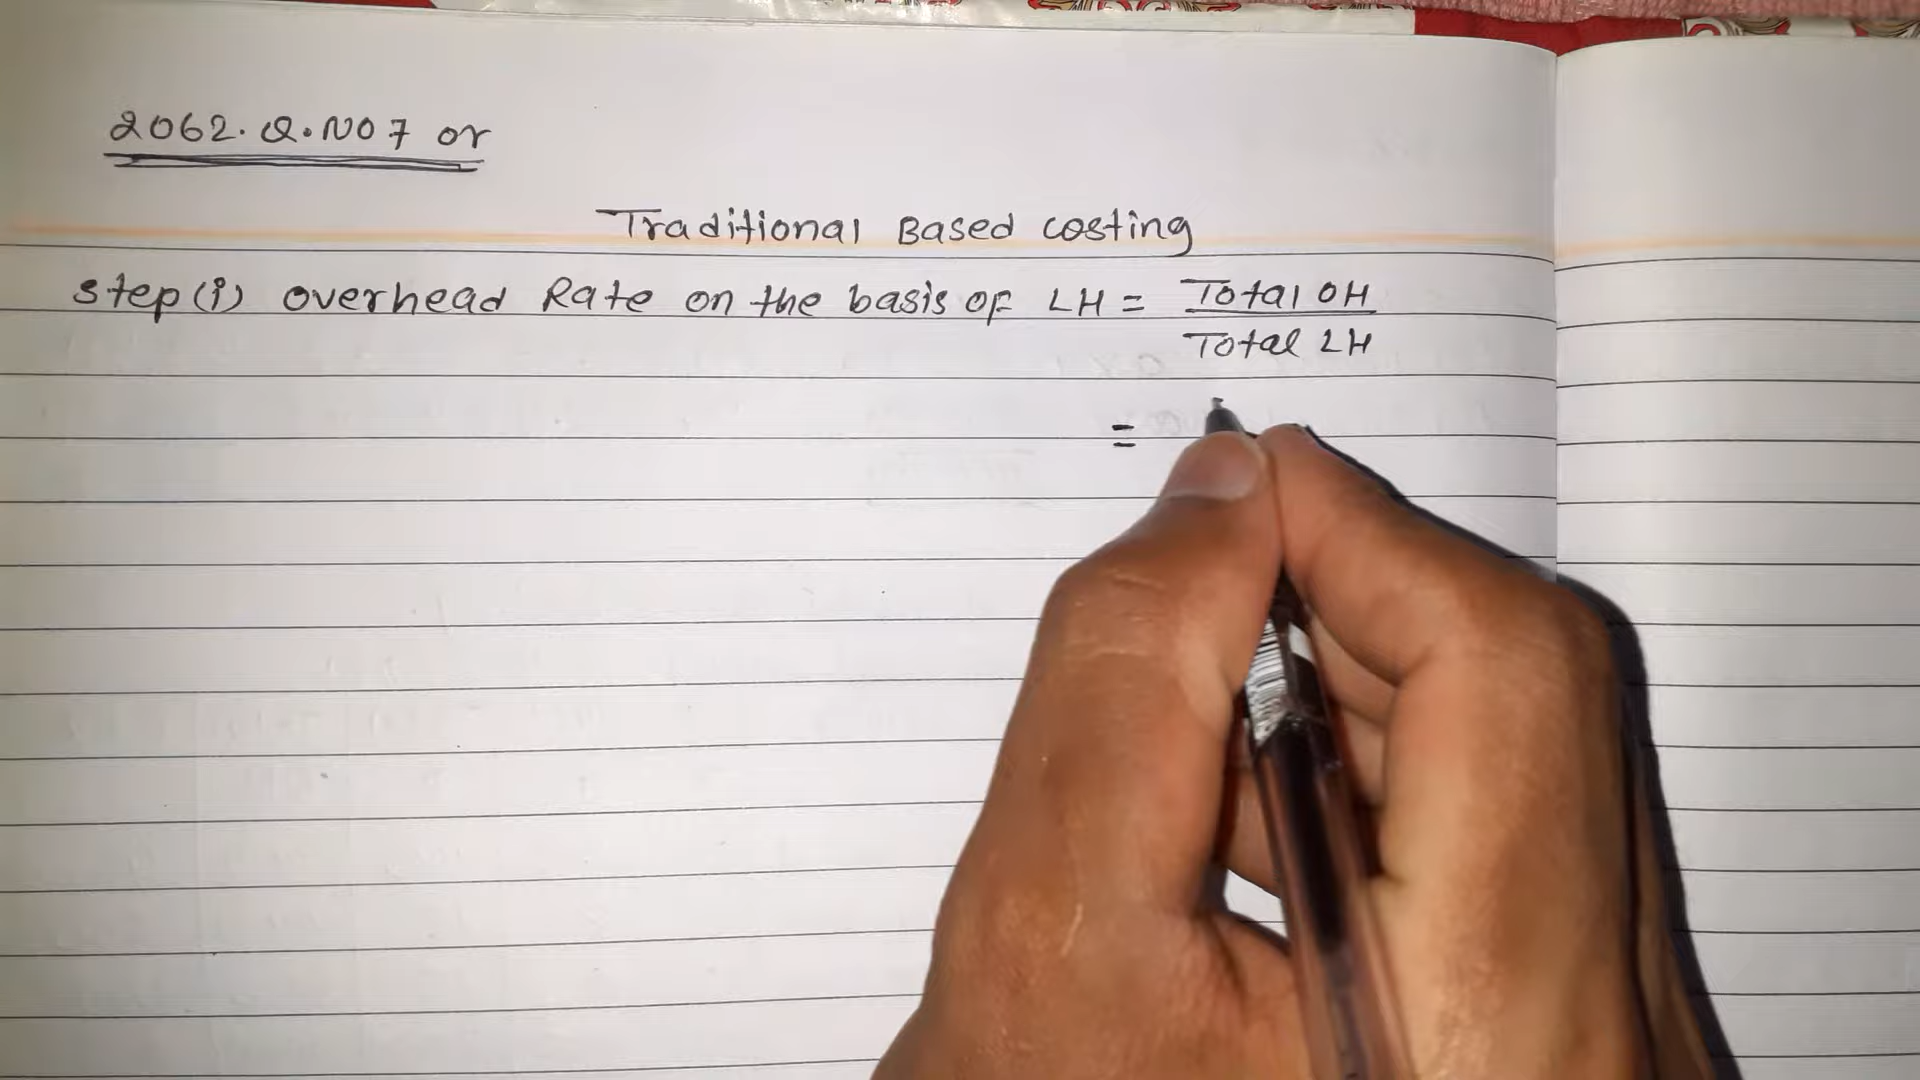 2062. Q. NO 7 or
Traditional Based costing
step (i) overhead Rate on the basis of LH = Total OH
Total LH
=